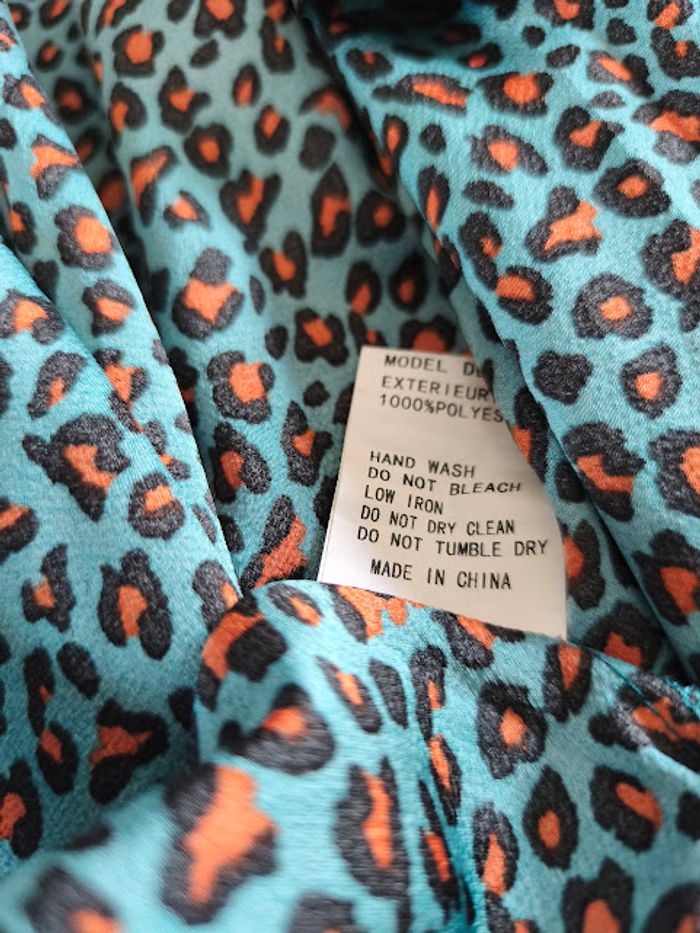 MODEL
EXTERIEUR
1000%POLYES
HAND WASH
DO NOT BLEACH
LOW IRON
DO NOT DRY CLEAN
DO NOT TUMBLE DRY
MADE IN CHINA